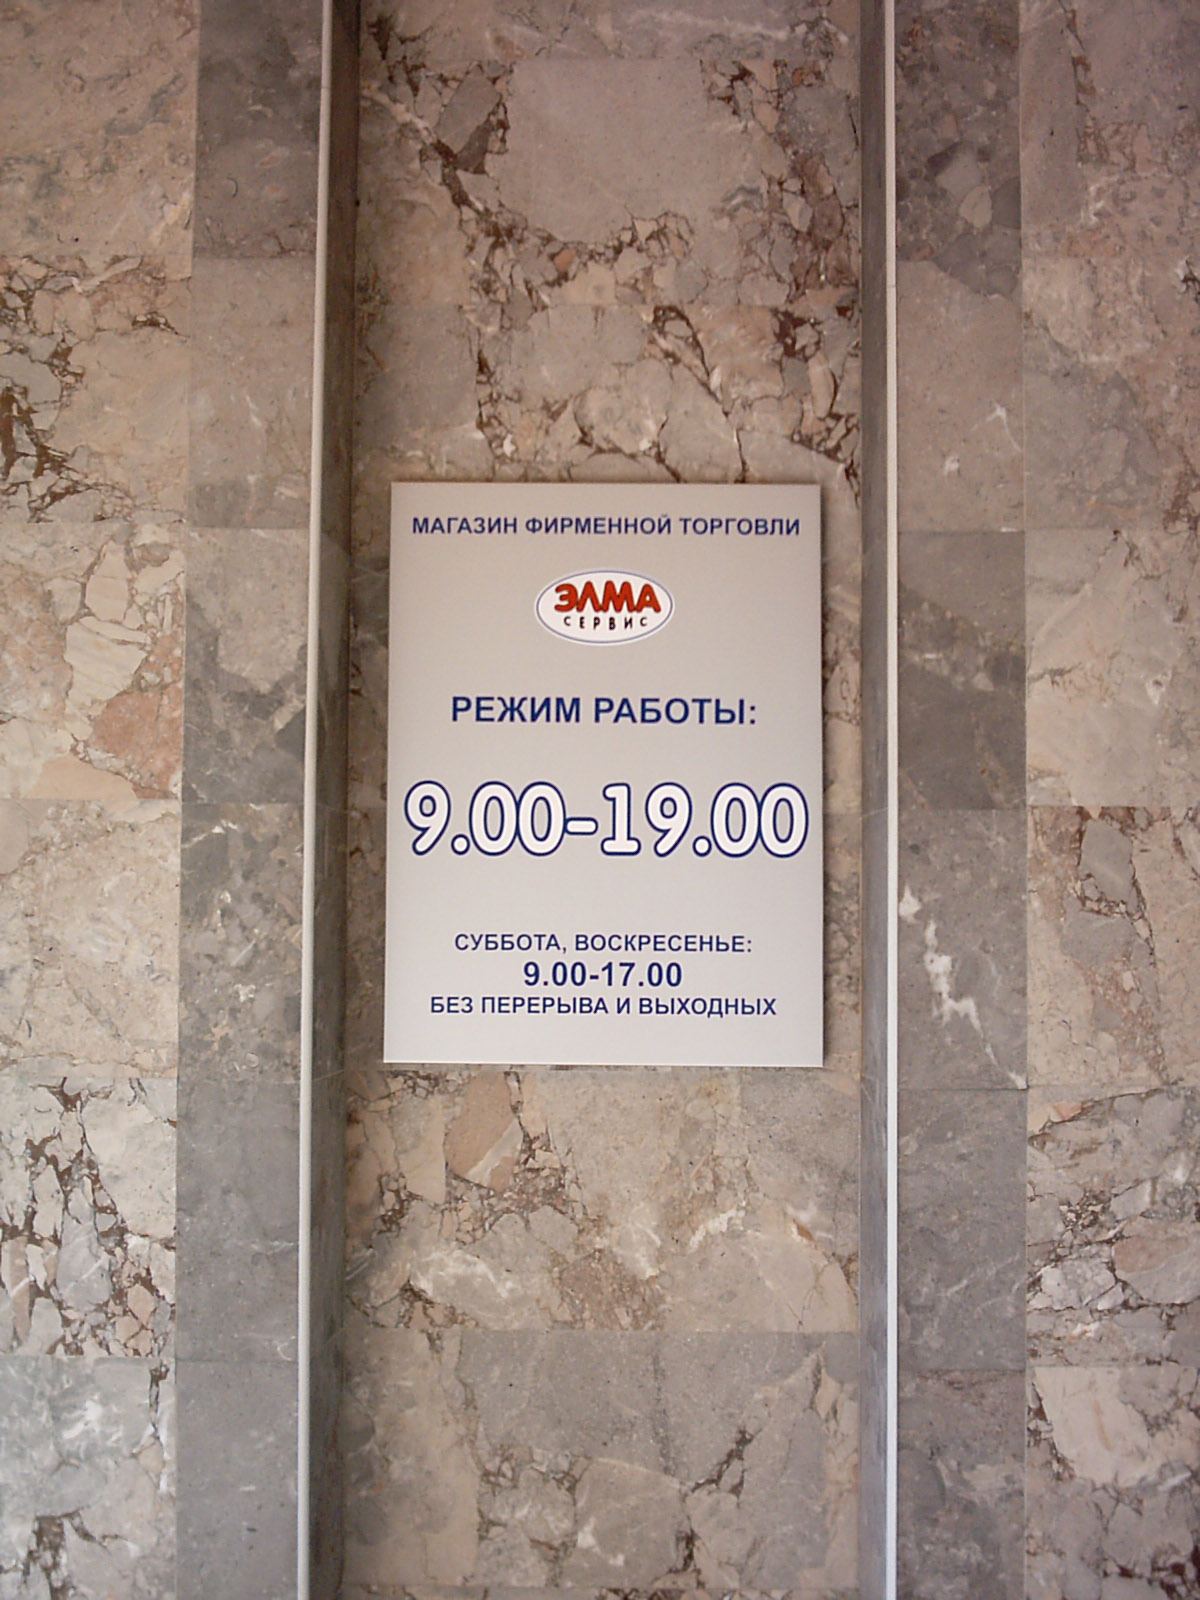 МАГАЗИН ФИРМЕННОЙ ТОРГОВЛИ
ЭЛМА
СЕРВИС
РЕЖИМ РАБОТЫ:
9.00-19.00
СУББОТА, ВОСКРЕСЕНЬЕ:
9.00-17.00
БЕЗ ПЕРЕРЫВА И ВЫХОДНЫХ